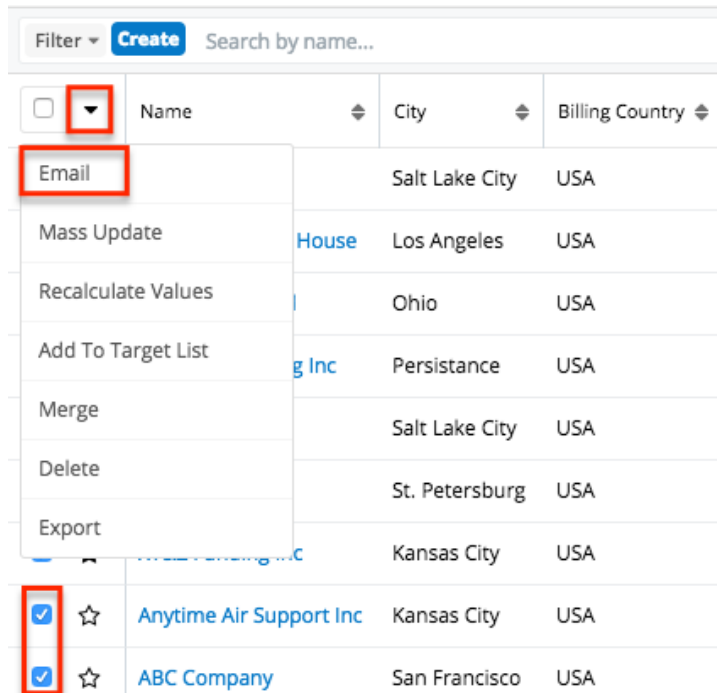 Filter Create Search by name...
Name City Billing Country
Email Salt Lake City USA
Mass Update House Los Angeles USA
Recalculate Values Ohio USA
Add To Target List g Inc Persistance USA
Merge Salt Lake City USA
Delete St. Petersburg USA
Export Kansas City USA
Anytime Air Support Inc Kansas City USA
ABC Company San Francisco USA